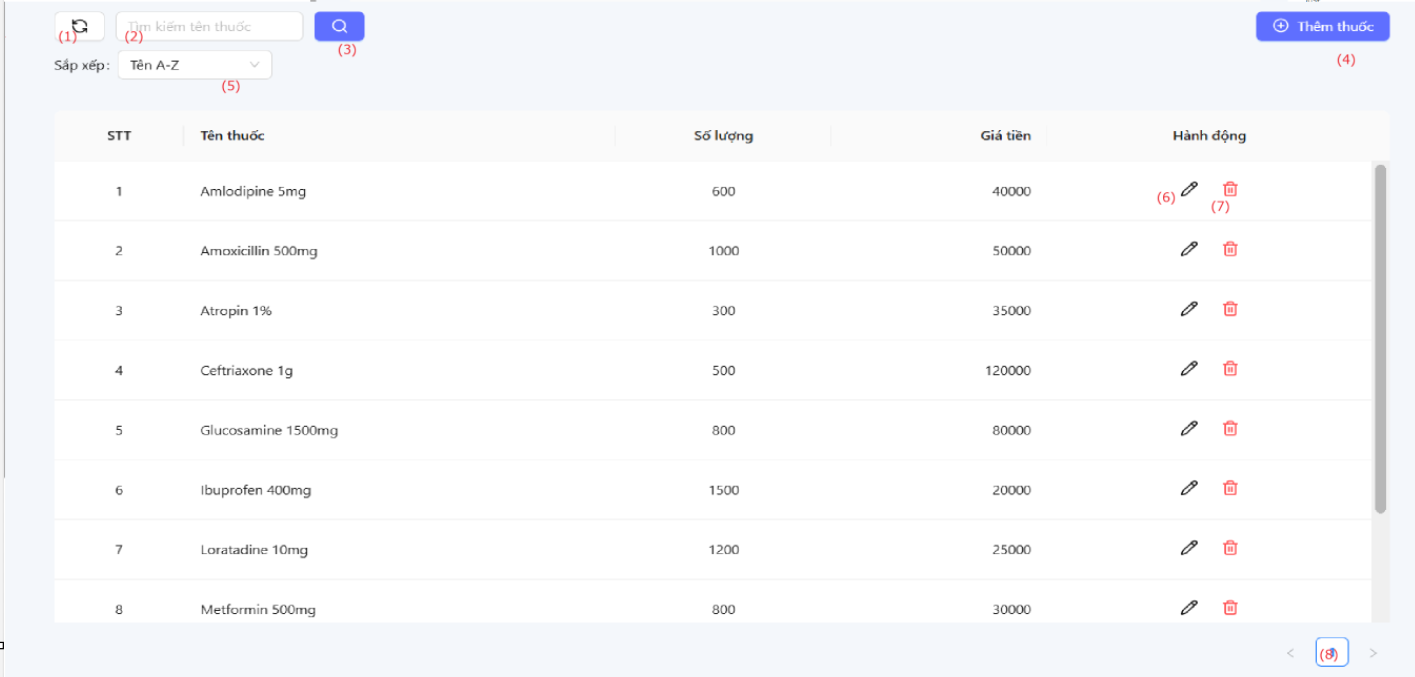 (1) (2) Tìm kiếm tên thuốc (3) Thêm thuốc
(4)
Sắp xếp: Tên A-Z
(5)
STT Tên thuốc Số lượng Giá tiền Hành động
1 Amlodipine 5mg 600 40000 (6) (7)
2 Amoxicillin 500mg 1000 50000
3 Atropin 1% 300 35000
4 Ceftriaxone 1g 500 120000
5 Glucosamine 1500mg 800 80000
6 Ibuprofen 400mg 1500 20000
7 Loratadine 10mg 1200 25000
8 Metformin 500mg 800 30000
< (8) >